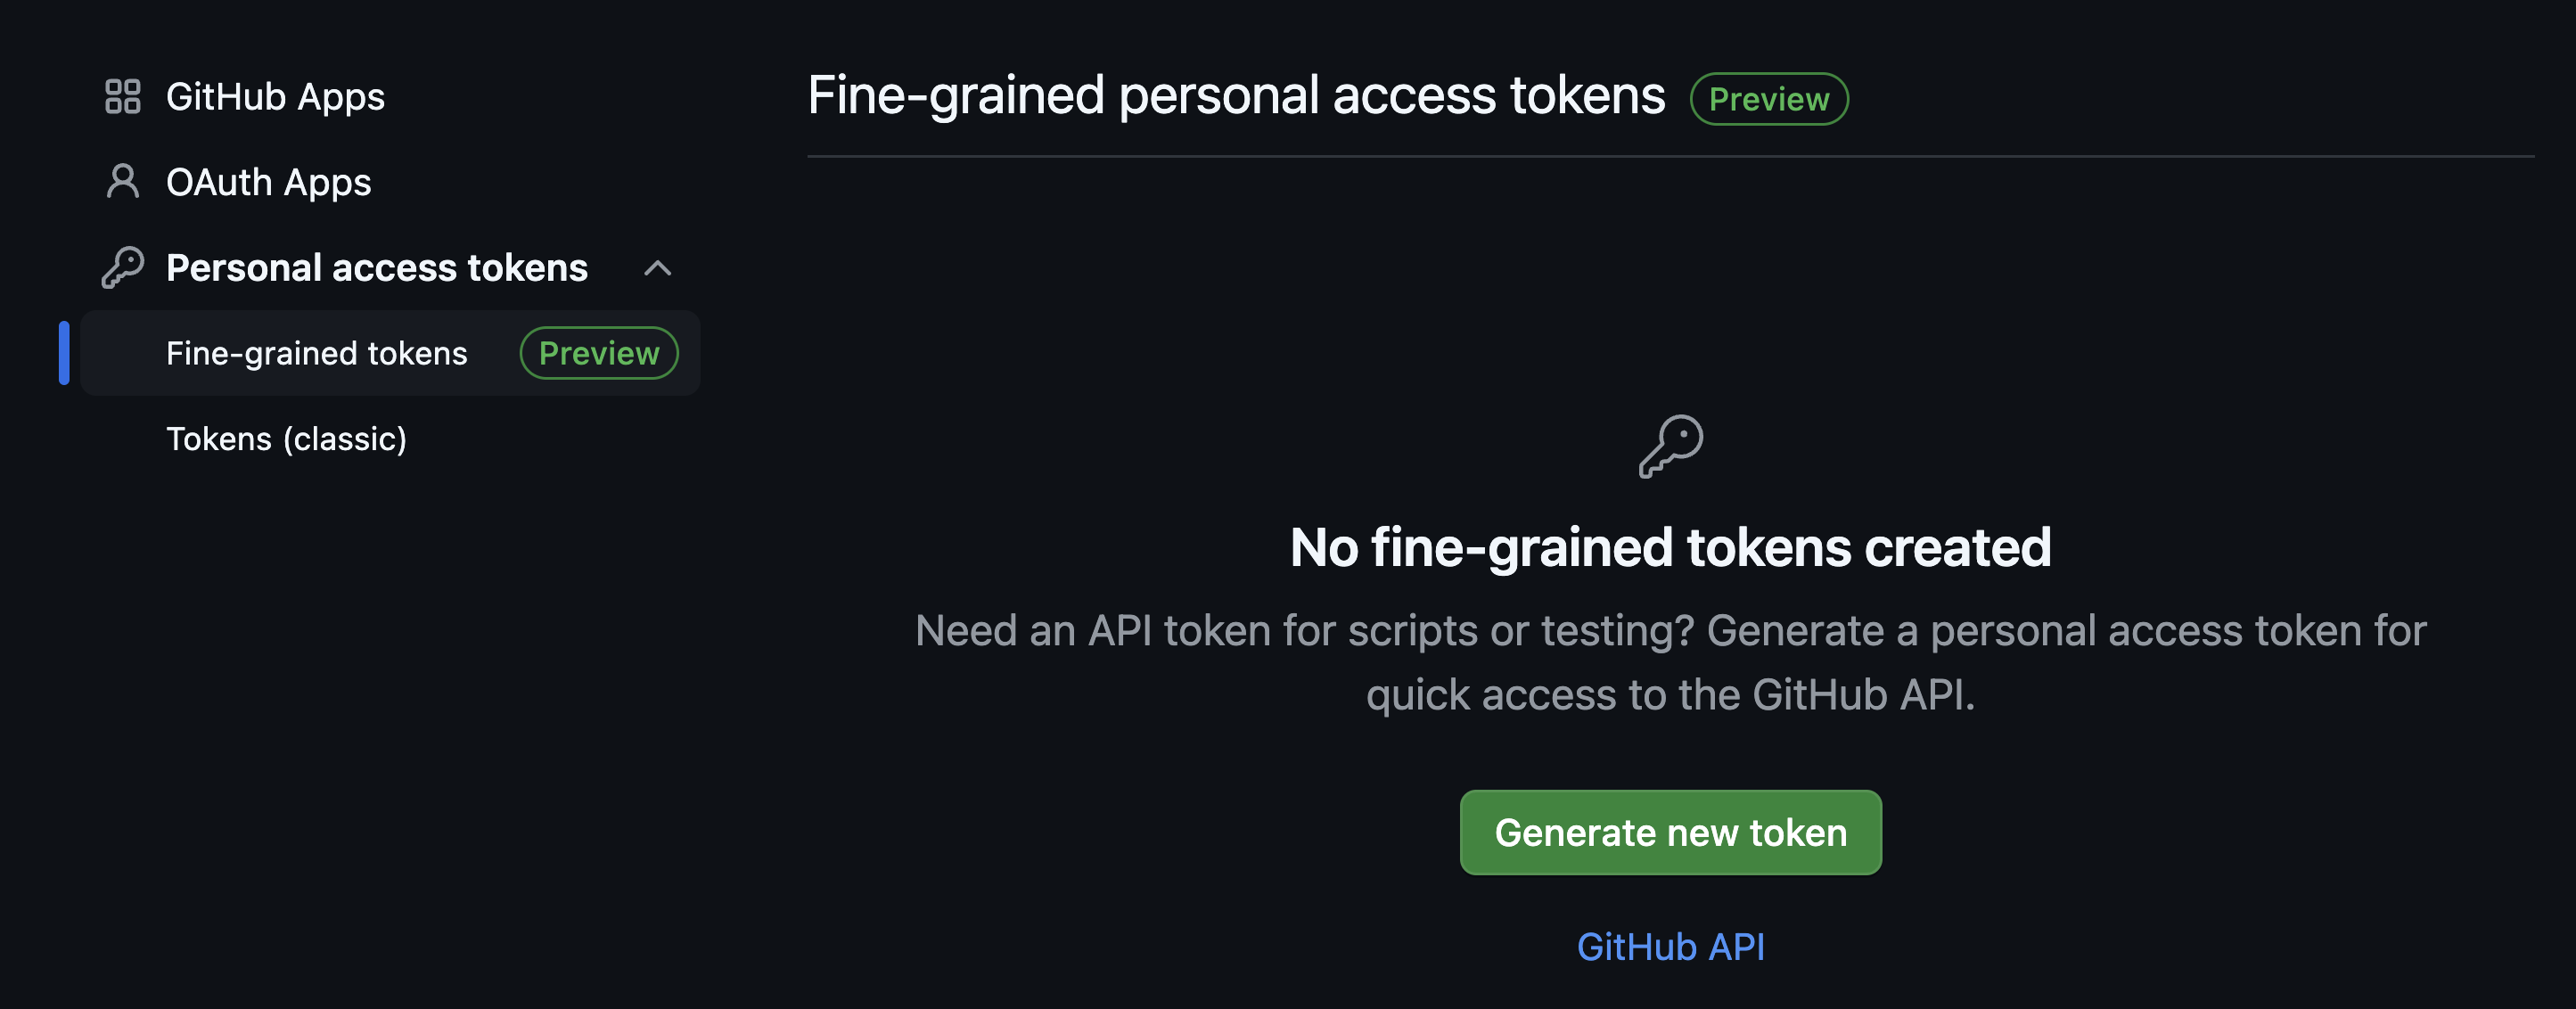 GitHub Apps
OAuth Apps
Personal access tokens
Fine-grained tokens Preview
Tokens (classic)
Fine-grained personal access tokens Preview
No fine-grained tokens created
Need an API token for scripts or testing? Generate a personal access token for
quick access to the GitHub API.
Generate new token
GitHub API